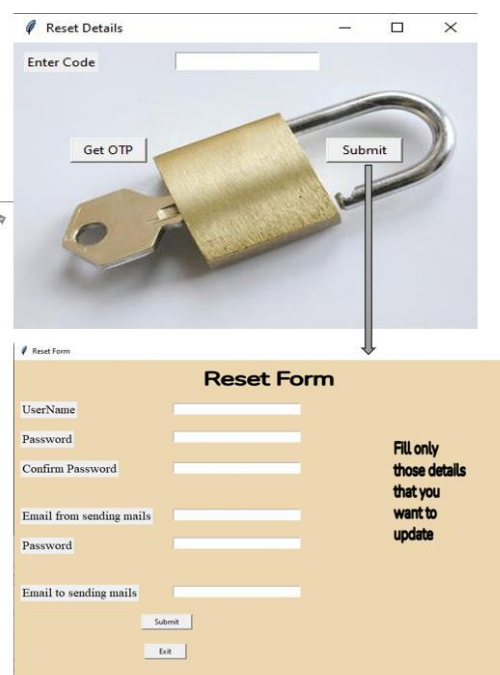 Reset Details
Enter Code
Get OTP
Submit
Reset Form
Reset Form
UserName
Password
Confirm Password
Email from sending mails
Password
Email to sending mails
Submit
Exit
Fill only
those details
that you
want to
update